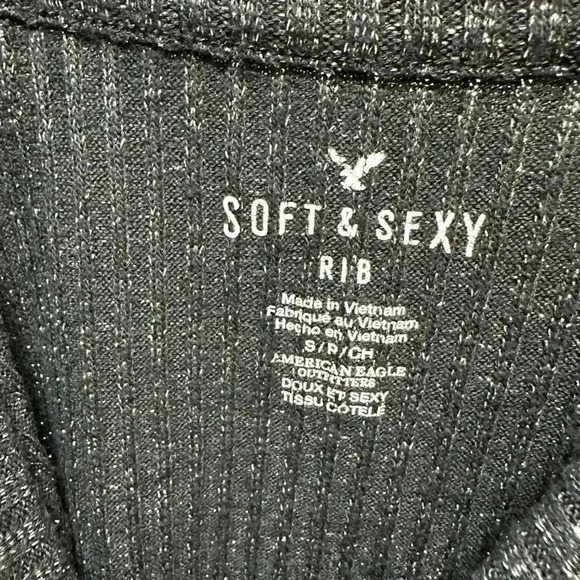 SOFT & SEXY
RIB
Made in Vietnam
Fabriqué au Vietnam
Hecho en Vietnam
S/P/CH
AMERICAN EAGLE
OUTFITTERS
DOUX ET SEXY
TISSU CÔTELÉ